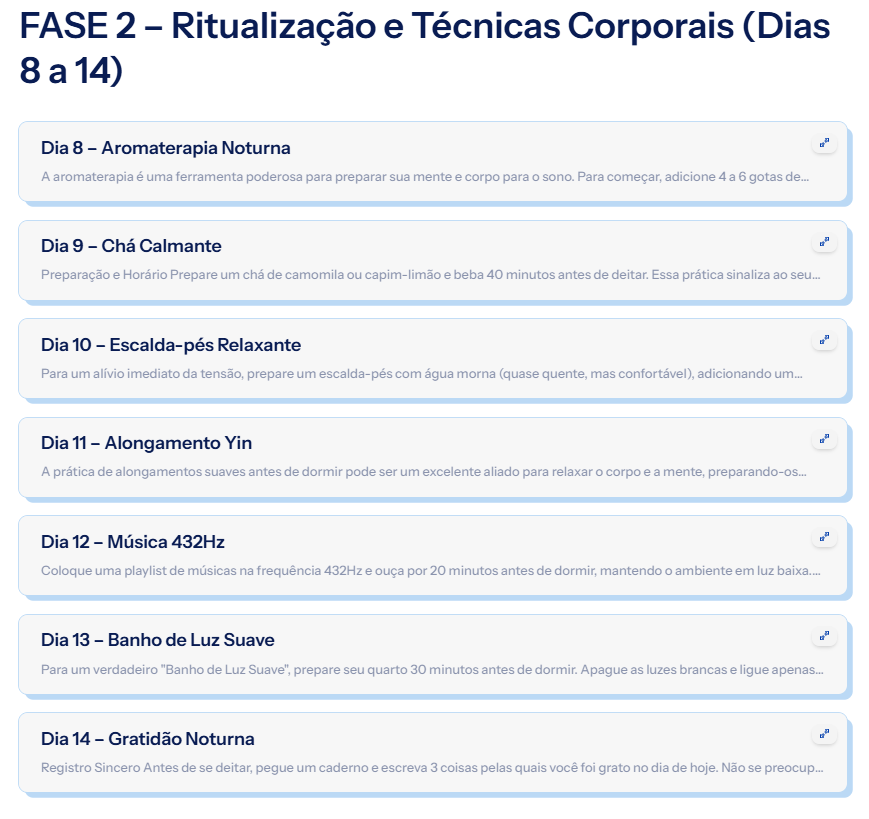 FASE 2 – Ritualização e Técnicas Corporais (Dias
8 a 14)
Dia 8 – Aromaterapia Noturna
A aromaterapia é uma ferramenta poderosa para preparar sua mente e corpo para o sono. Para começar, adicione 4 a 6 gotas de...
Dia 9 – Chá Calmante
Preparação e Horário Prepare um chá de camomila ou capim-limão e beba 40 minutos antes de deitar. Essa prática sinaliza ao seu...
Dia 10 – Escalda-pés Relaxante
Para um alívio imediato da tensão, prepare um escalda-pés com água morna (quase quente, mas confortável), adicionando um...
Dia 11 – Alongamento Yin
A prática de alongamentos suaves antes de dormir pode ser um excelente aliado para relaxar o corpo e a mente, preparando-os...
Dia 12 – Música 432Hz
Coloque uma playlist de músicas na frequência 432Hz e ouça por 20 minutos antes de dormir, mantendo o ambiente em luz baixa....
Dia 13 – Banho de Luz Suave
Para um verdadeiro "Banho de Luz Suave", prepare seu quarto 30 minutos antes de dormir. Apague as luzes brancas e ligue apenas...
Dia 14 – Gratidão Noturna
Registro Sincero Antes de se deitar, pegue um caderno e escreva 3 coisas pelas quais você foi grato no dia de hoje. Não se preocup...